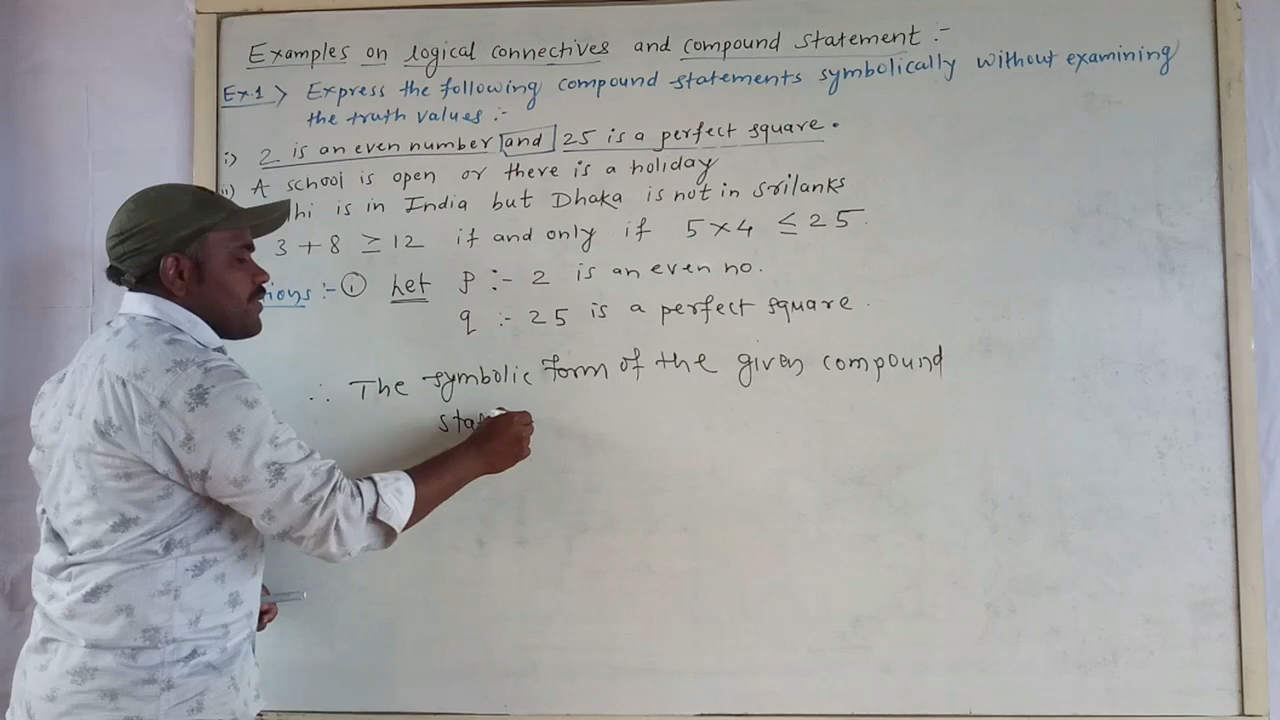 Examples on logical connectives and compound statement :-
Ex.1> Express the following compound statements symbolically without examining
the truth values :-
i) 2 is an even number and 25 is a perfect square.
ii) A school is open or there is a holiday
hi is in India but Dhaka is not in srilanks
3 + 8 ≥ 12 if and only if 5 × 4 ≤ 25.
ions :- ① Let p :- 2 is an even no.
q :- 25 is a perfect square.
∴ The symbolic form of the given compound